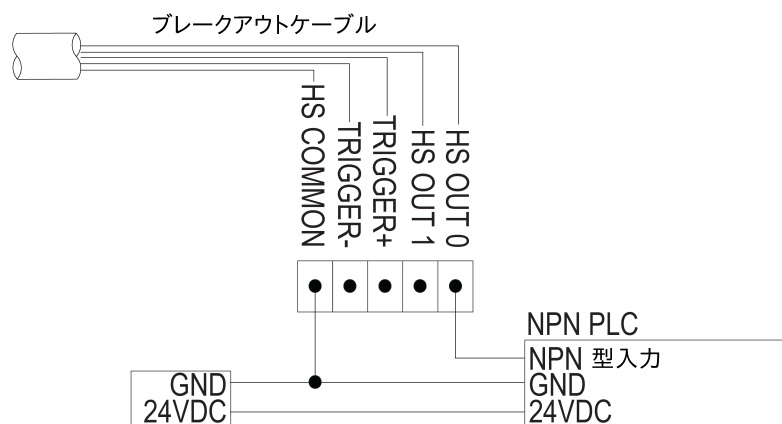 ブレークアウトケーブル
HS COMMON
TRIGGER-
TRIGGER+
HS OUT 1
HS OUT 0
NPN PLC
NPN 型入力
GND
24VDC
GND
24VDC